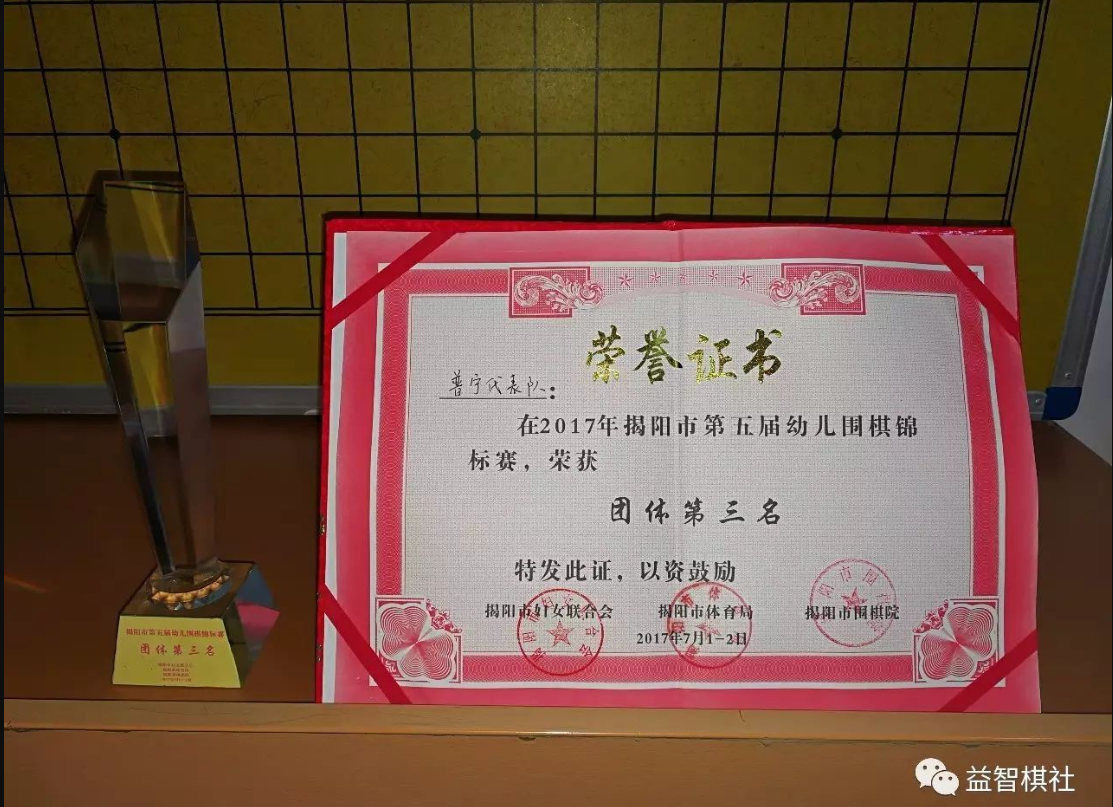 荣誉证书
普宁代表队：
在2017年揭阳市第五届幼儿围棋锦
标赛，荣获
团体第三名
特发此证，以资鼓励
揭阳市妇女联合会 揭阳市体育局 揭阳市围棋院
2017年7月1-2日
揭阳市第五届幼儿围棋锦标赛
团体第三名
益智棋社